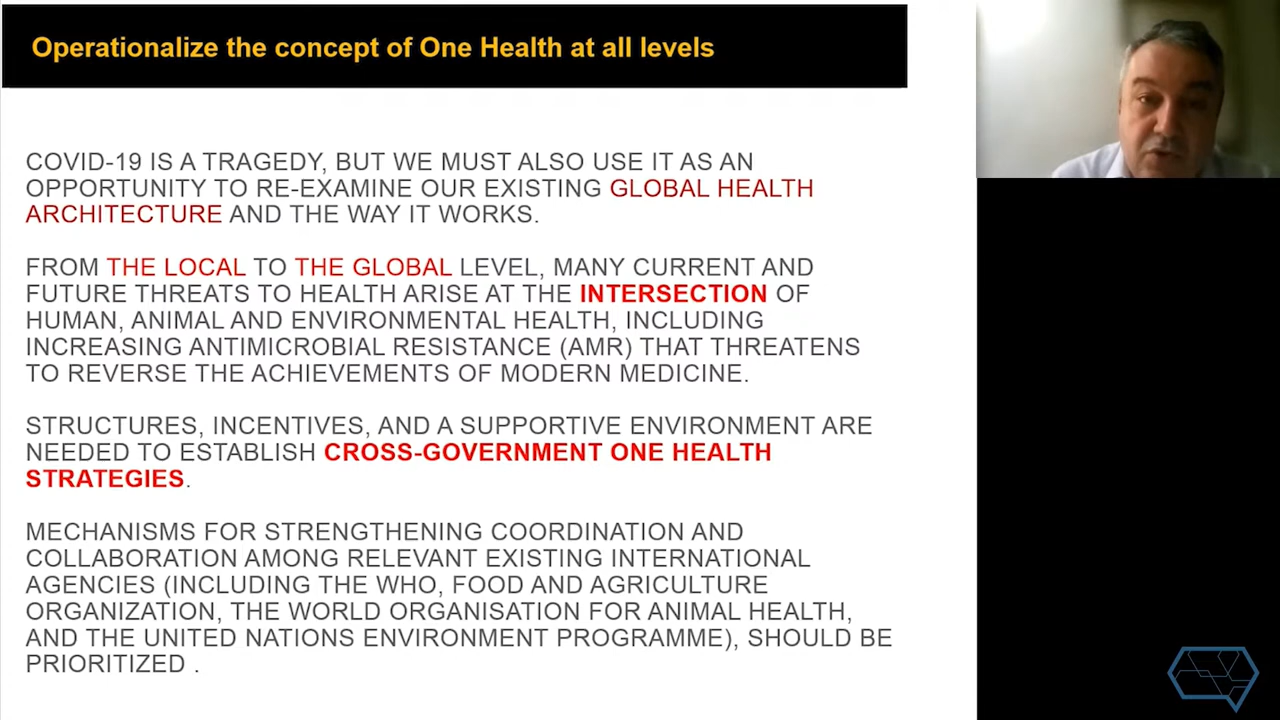 Operationalize the concept of One Health at all levels
COVID-19 IS A TRAGEDY, BUT WE MUST ALSO USE IT AS AN
OPPORTUNITY TO RE-EXAMINE OUR EXISTING GLOBAL HEALTH
ARCHITECTURE AND THE WAY IT WORKS.
FROM THE LOCAL TO THE GLOBAL LEVEL, MANY CURRENT AND
FUTURE THREATS TO HEALTH ARISE AT THE INTERSECTION OF
HUMAN, ANIMAL AND ENVIRONMENTAL HEALTH, INCLUDING
INCREASING ANTIMICROBIAL RESISTANCE (AMR) THAT THREATENS
TO REVERSE THE ACHIEVEMENTS OF MODERN MEDICINE.
STRUCTURES, INCENTIVES, AND A SUPPORTIVE ENVIRONMENT ARE
NEEDED TO ESTABLISH CROSS-GOVERNMENT ONE HEALTH
STRATEGIES.
MECHANISMS FOR STRENGTHENING COORDINATION AND
COLLABORATION AMONG RELEVANT EXISTING INTERNATIONAL
AGENCIES (INCLUDING THE WHO, FOOD AND AGRICULTURE
ORGANIZATION, THE WORLD ORGANISATION FOR ANIMAL HEALTH,
AND THE UNITED NATIONS ENVIRONMENT PROGRAMME), SHOULD BE
PRIORITIZED .